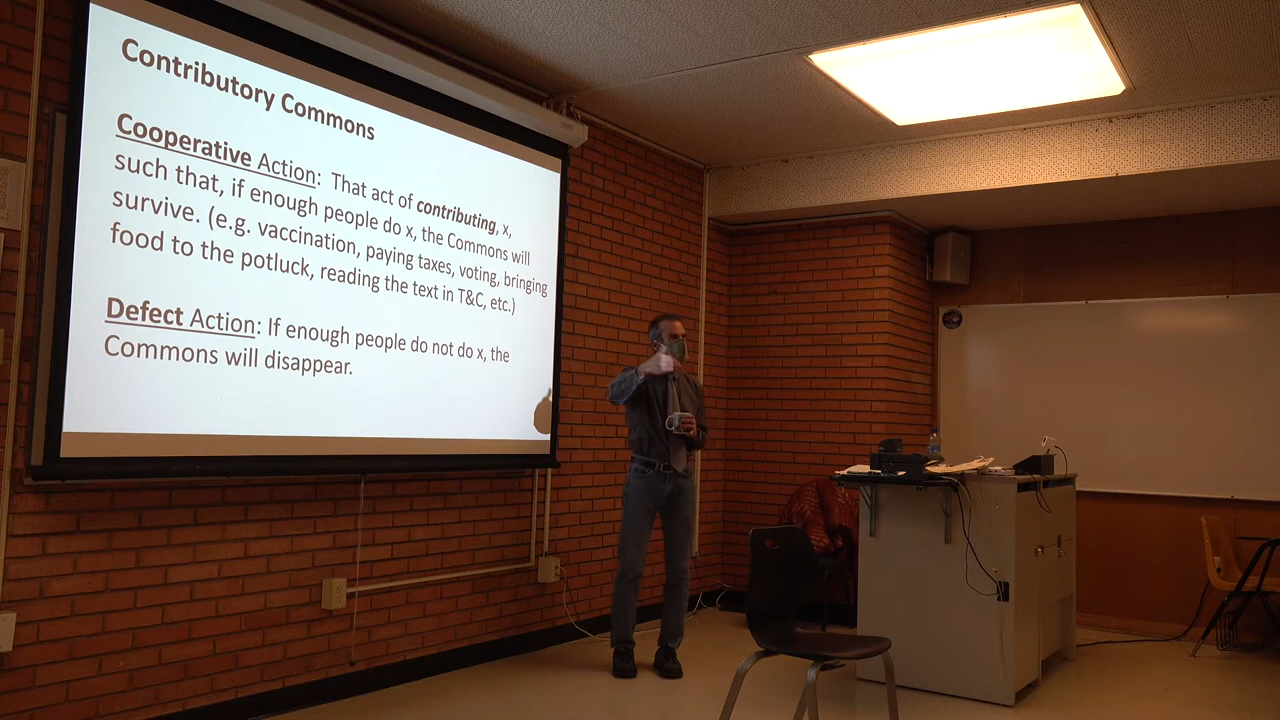 Contributory Commons
Cooperative Action: That act of contributing, x,
such that, if enough people do x, the Commons will
survive. (e.g. vaccination, paying taxes, voting, bringing
food to the potluck, reading the text in T&C, etc.)
Defect Action: If enough people do not do x, the
Commons will disappear.